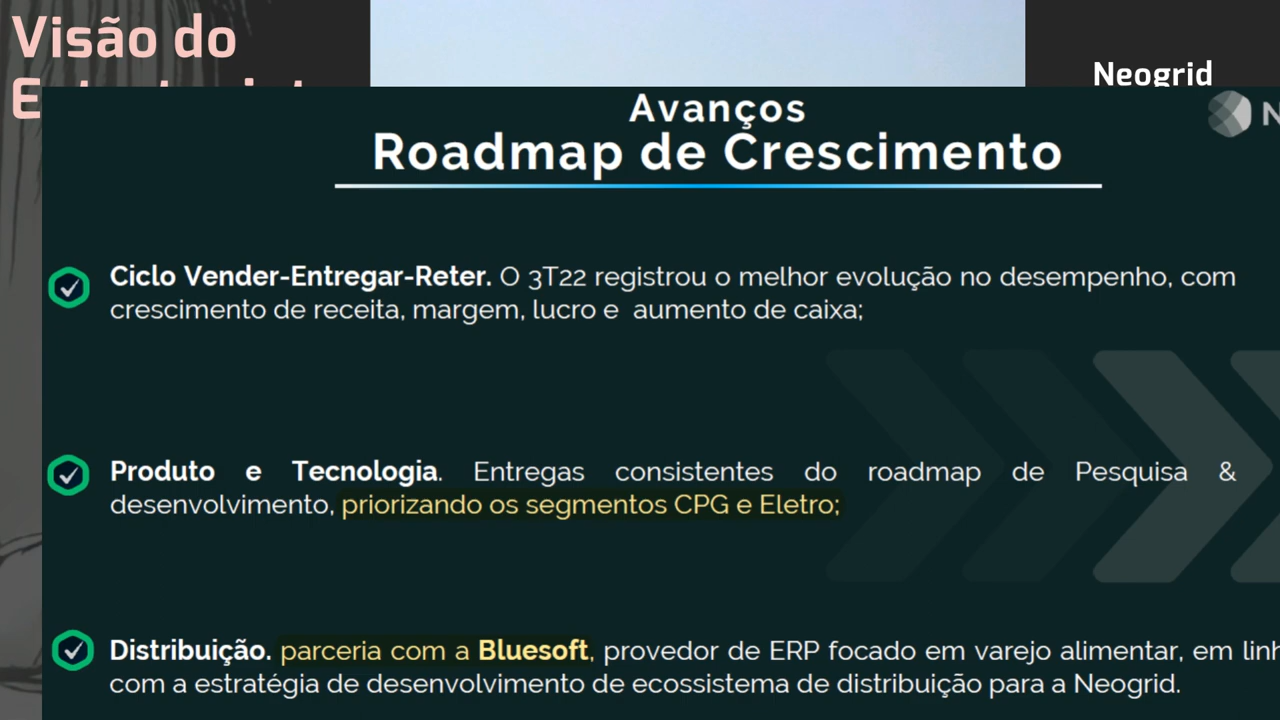 Visão do
Neogrid
Avanços
Roadmap de Crescimento
Ciclo Vender-Entregar-Reter. O 3T22 registrou o melhor evolução no desempenho, com
crescimento de receita, margem, lucro e aumento de caixa;
Produto e Tecnologia. Entregas consistentes do roadmap de Pesquisa &
desenvolvimento, priorizando os segmentos CPG e Eletro;
Distribuição. parceria com a Bluesoft, provedor de ERP focado em varejo alimentar, em
com a estratégia de desenvolvimento de ecossistema de distribuição para a Neogrid.